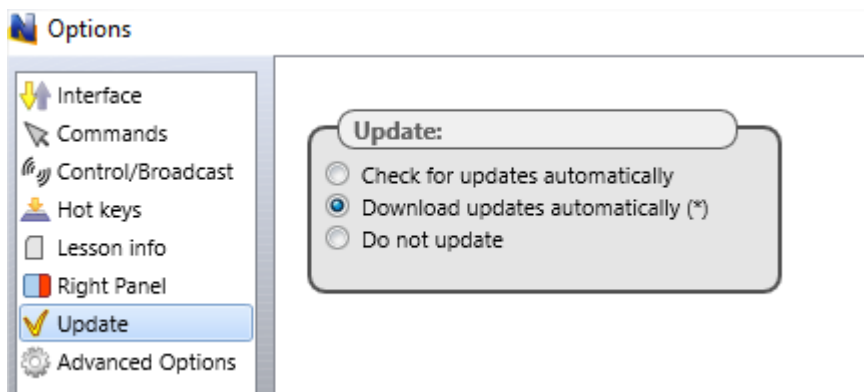 Options
Interface
Commands
Control/Broadcast
Hot keys
Lesson info
Right Panel
Update
Advanced Options
Update:
Check for updates automatically
Download updates automatically (*)
Do not update